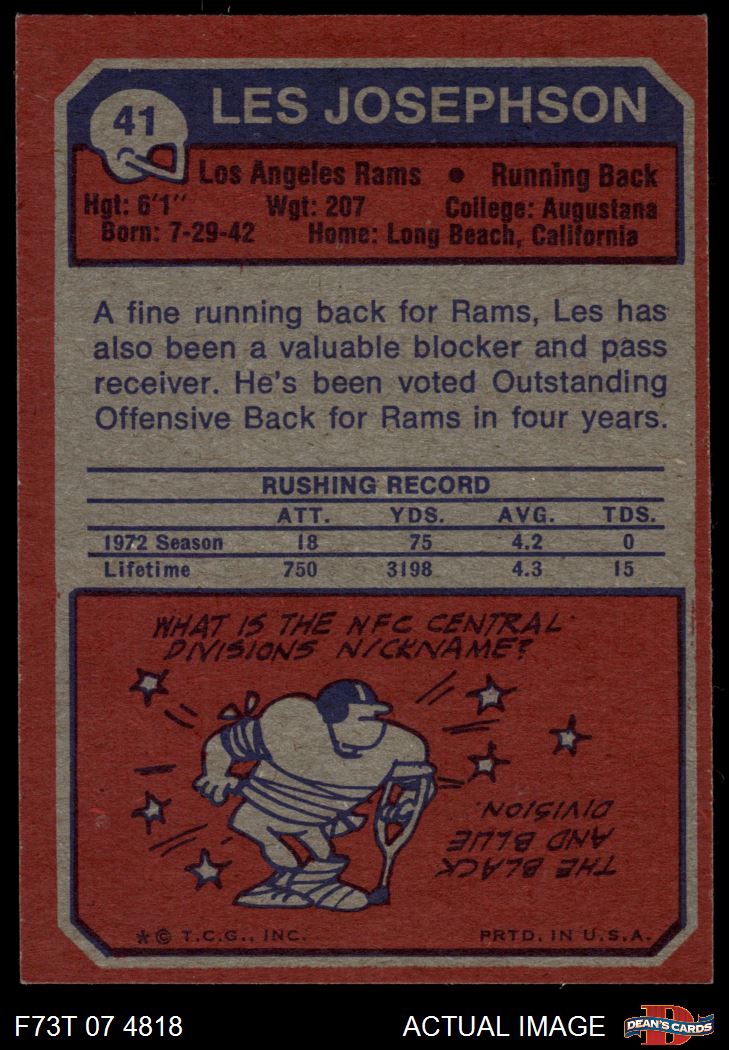 41
LES JOSEPHSON
Los Angeles Rams • Running Back
Hgt: 6'1" Wgt: 207 College: Augustana
Born: 7-29-42 Home: Long Beach, California
A fine running back for Rams, Les has
also been a valuable blocker and pass
receiver. He's been voted Outstanding
Offensive Back for Rams in four years.
RUSHING RECORD
ATT. YDS. AVG. TDS.
1972 Season 18 75 4.2 0
Lifetime 750 3198 4.3 15
WHAT IS THE NFC CENTRAL
DIVISIONS NICKNAME?
THE BLACK
AND BLUE
DIVISION.
* © T.C.G., INC. PRTD. IN U.S.A.
F73T 07 4818 ACTUAL IMAGE
D
DEAN'S CARDS